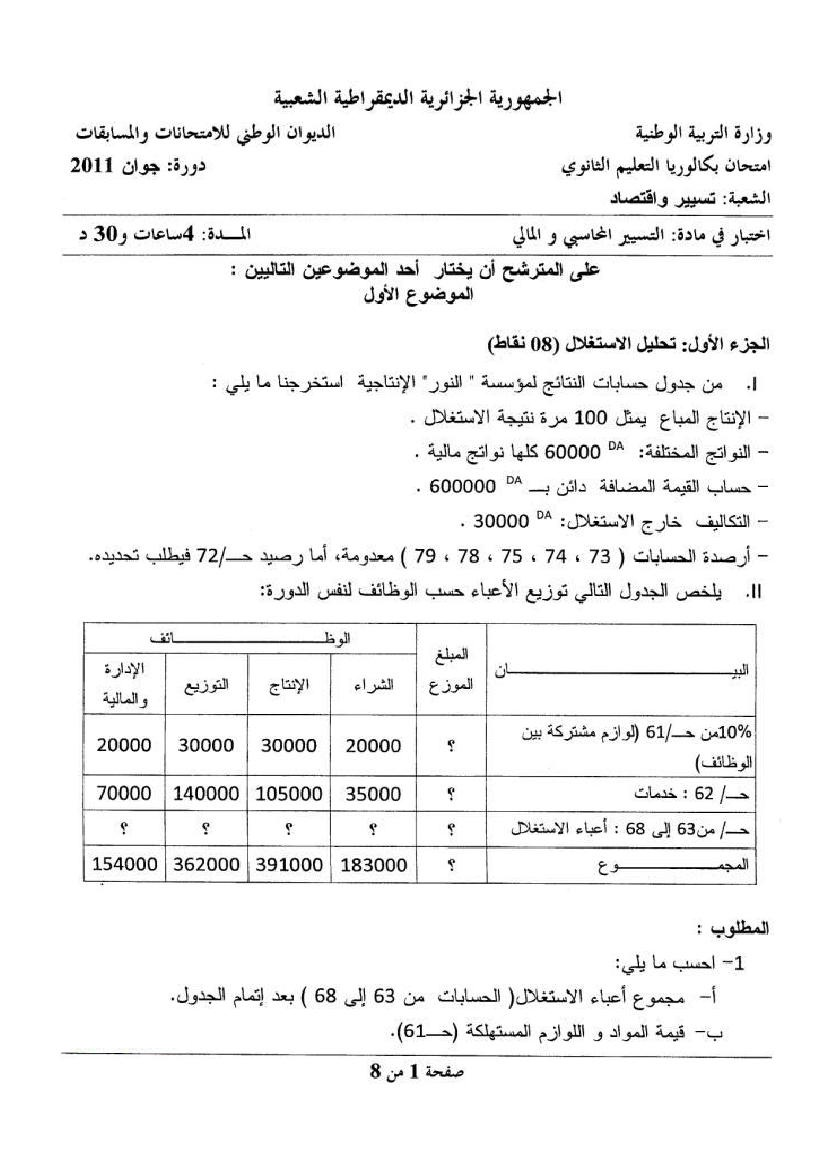 الجمهورية الجزائرية الديمقراطية الشعبية
وزارة التربية الوطنية الديوان الوطني للامتحانات والمسابقات
امتحان بكالوريا التعليم الثانوي دورة: جوان 2011
الشعبة: تسيير واقتصاد
اختبار في مادة: التسيير المحاسبي و المالي المــدة: 4ساعات و30 د
على المترشح أن يختار أحد الموضوعين التاليين :
الموضوع الأول
الجزء الأول: تحليل الاستغلال (08 نقاط)
I. من جدول حسابات النتائج لمؤسسة " النور" الإنتاجية استخرجنا ما يلي :
– الإنتاج المباع يمثل 100 مرة نتيجة الاستغلال .
– النواتج المختلفة: 60000 DA كلها نواتج مالية .
– حساب القيمة المضافة دائن بــ 600000 DA .
– التكاليف خارج الاستغلال: 30000 DA .
– أرصدة الحسابات ( 73 ، 74 ، 75 ، 78 ، 79 ) معدومة، أما رصيد حـ/72 فيطلب تحديده.
II. يلخص الجدول التالي توزيع الأعباء حسب الوظائف لنفس الدورة:
البيــــــــان المبلغ الموزع الوظــــــــائف
الشراء الإنتاج التوزيع الإدارة والمالية
10%من حـ/61 (لوازم مشتركة بين الوظائف) ؟ 20000 30000 30000 20000
حـ/ 62 : خدمات ؟ 35000 105000 140000 70000
حـ/ من63 إلى 68 : أعباء الاستغلال ؟ ؟ ؟ ؟ ؟
المجمــــــــوع ؟ 183000 391000 362000 154000
المطلوب :
1– احسب ما يلي:
أ– مجموع أعباء الاستغلال( الحسابات من 63 إلى 68 ) بعد إتمام الجدول.
ب– قيمة المواد و اللوازم المستهلكة (حــ61).
صفحة 1 من 8